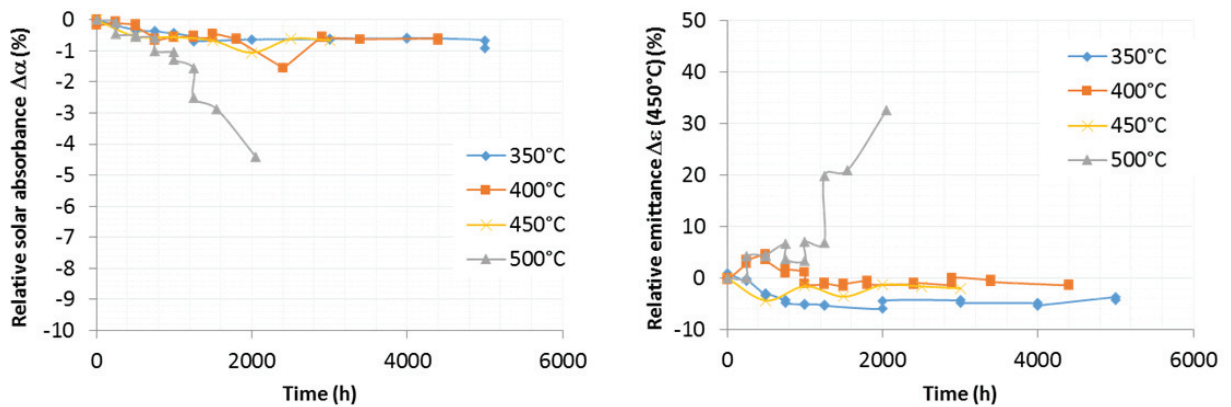 Relative solar absorbance Δα (%)
0
-1
-2
-3
-4
-5
-6
-7
-8
-9
-10
0
2000
4000
6000
Time (h)
350°C
400°C
450°C
500°C
Relative emittance Δε (450°C) (%)
50
40
30
20
10
0
-10
0
2000
4000
6000
Time (h)
350°C
400°C
450°C
500°C